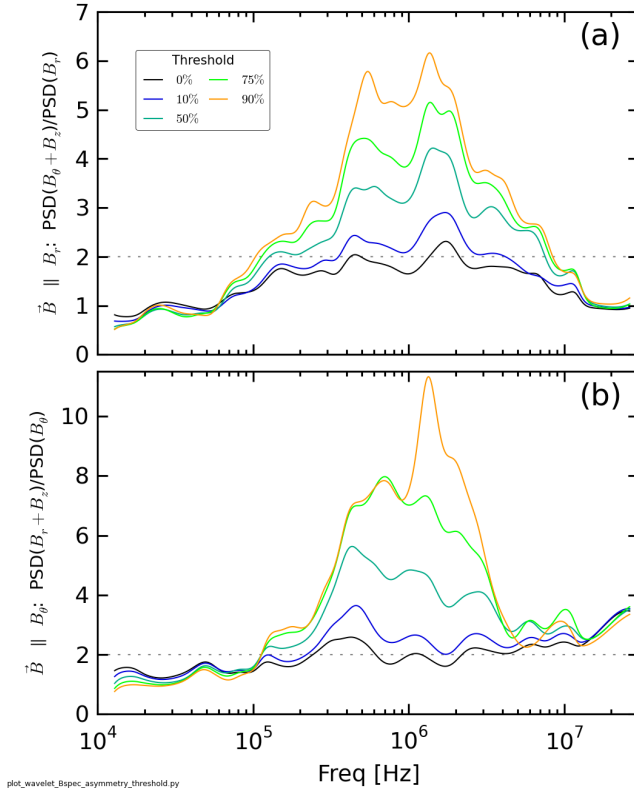 (a)
Threshold
0% 75%
10% 90%
50%
7
6
5
4
3
2
1
0
B⃗ ∥ B_r; PSD(B_θ + B_z)/PSD(B_r)
(b)
10
8
6
4
2
0
B⃗ ∥ B_θ; PSD(B_r + B_z)/PSD(B_θ)
10^4 10^5 10^6 10^7
Freq [Hz]
plot_wavelet_Bspec_asymmetry_threshold.py